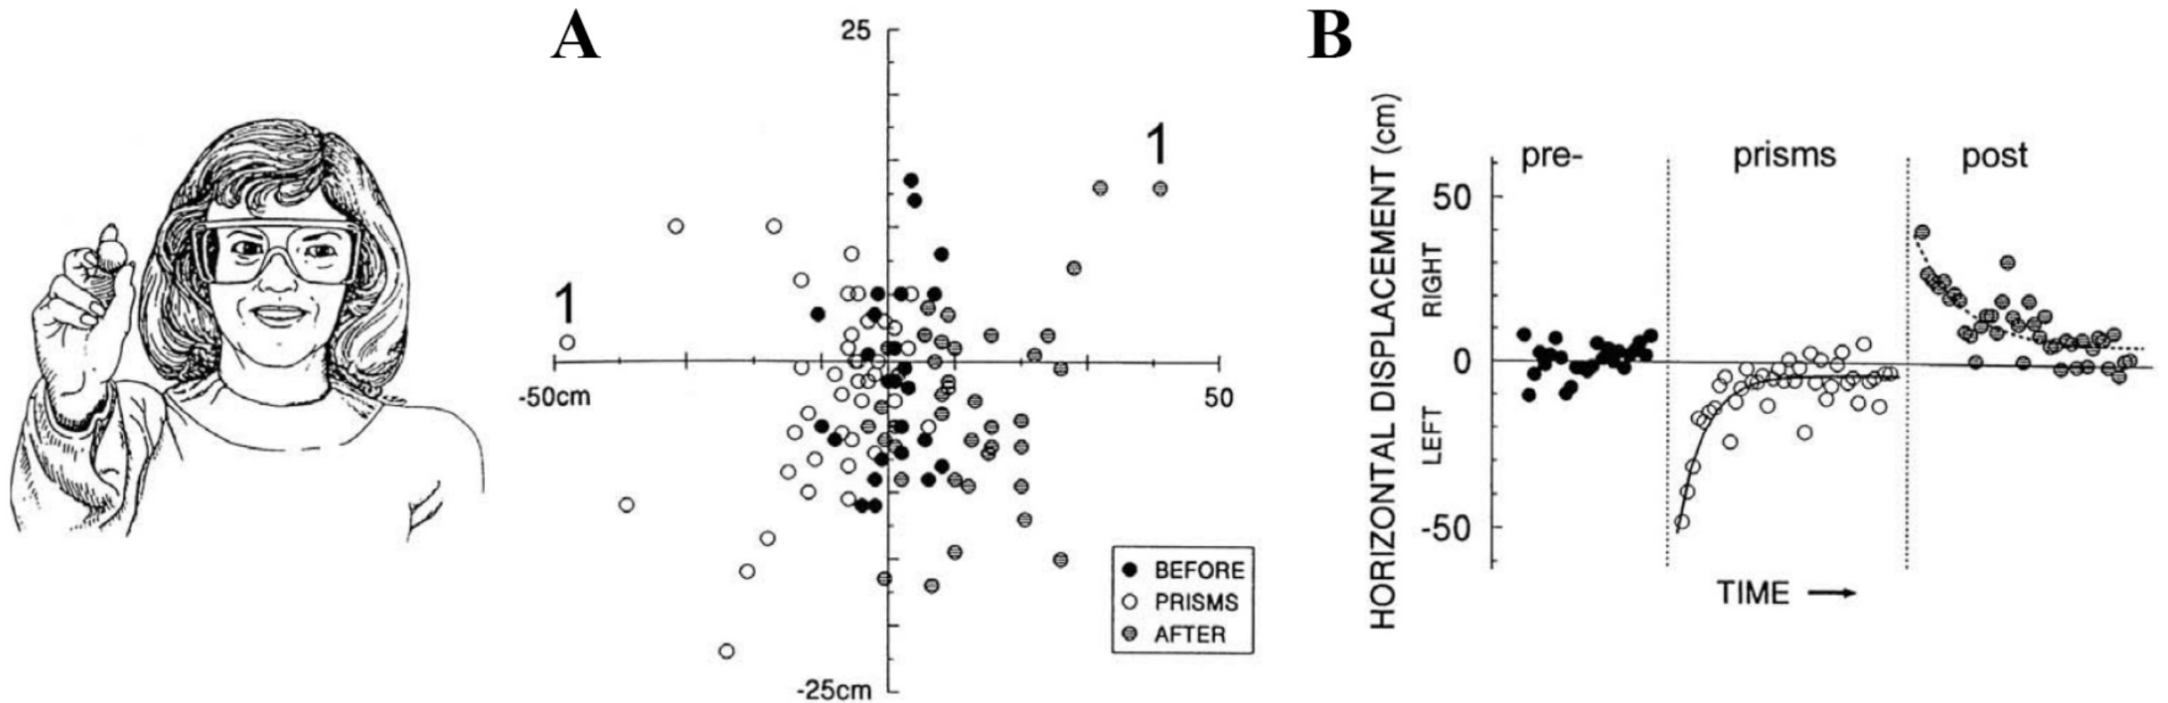 A
25
1
1
-50cm
50
-25cm
BEFORE
PRISMS
AFTER
B
HORIZONTAL DISPLACEMENT (cm)
LEFT RIGHT
pre- prisms post
50
0
-50
TIME